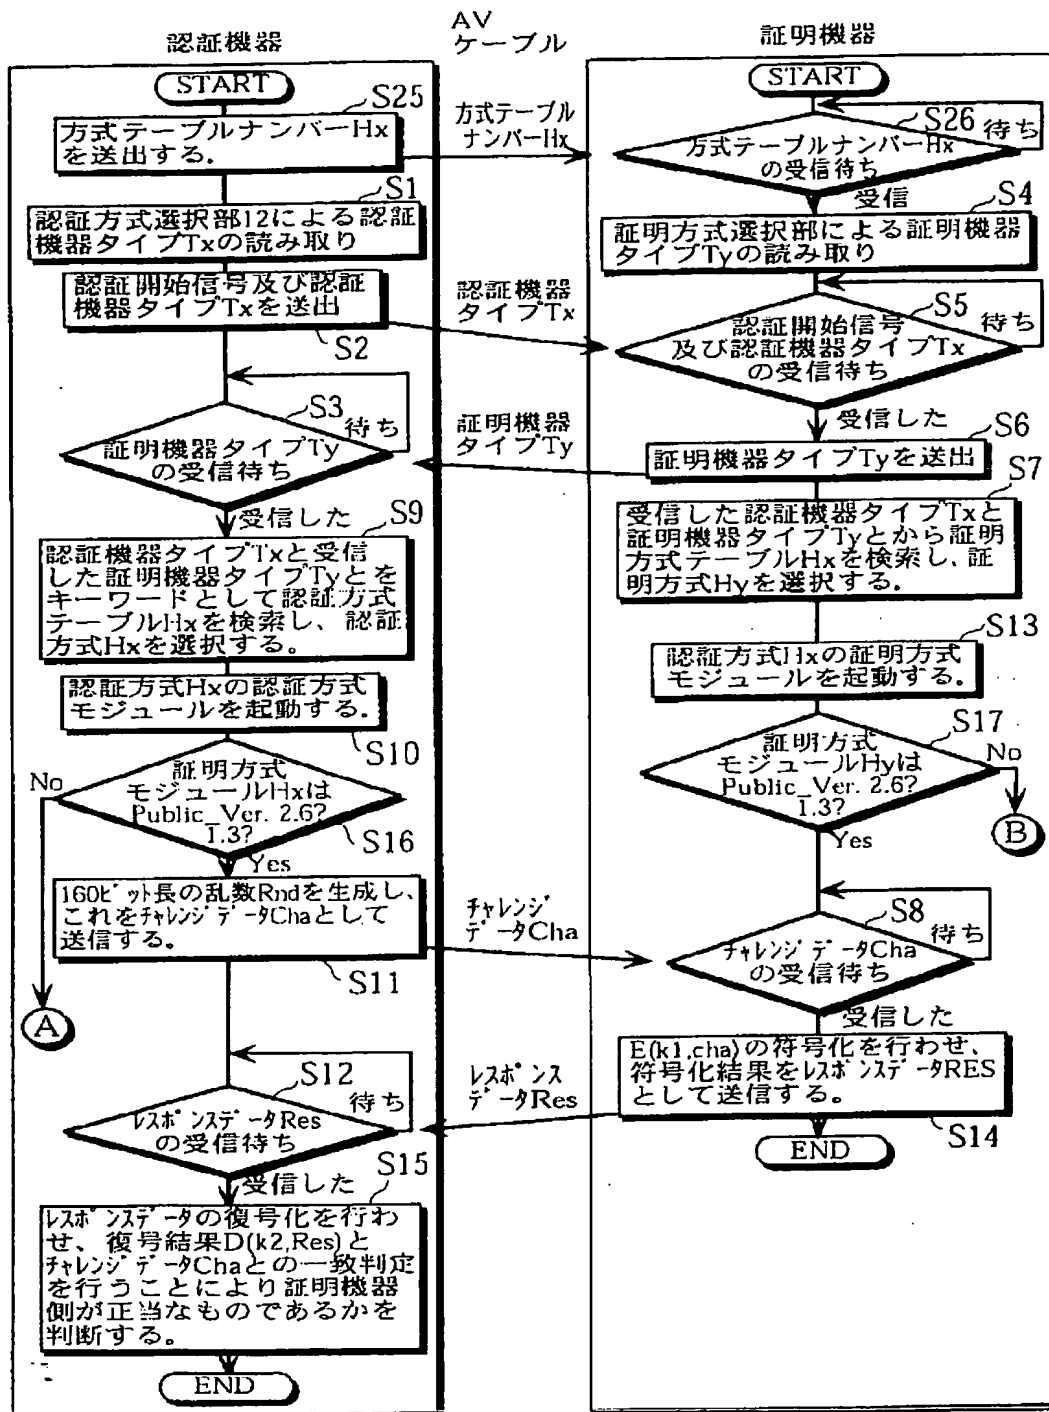 認証機器
AV
ケーブル
証明機器
START
S25
方式テーブルナンバーHx
を送出する.
方式テーブル
ナンバーHx
START
S26
待ち
方式テーブルナンバーHx
の受信待ち
受信
S1
認証方式選択部12による認証
機器タイプTxの読み取り
S4
証明方式選択部による証明機器
タイプTyの読み取り
認証開始信号及び認証
機器タイプTxを送出
S2
認証機器
タイプTx
S5
待ち
認証開始信号
及び認証機器タイプTx
の受信待ち
受信した
S3
待ち
証明機器タイプTy
の受信待ち
受信した
証明機器
タイプTy
S6
証明機器タイプTyを送出
S7
受信した認証機器タイプTxと
証明機器タイプTyとから証明
方式テーブルHxを検索し、証
明方式Hyを選択する。
S9
認証機器タイプTxと受信
した証明機器タイプTyとを
キーワードとして認証方式
テーブルHxを検索し、認証
方式Hxを選択する。
認証方式Hxの認証方式
モジュールを起動する.
S10
S13
認証方式Hxの証明方式
モジュールを起動する.
No
証明方式
モジュールHxは
Public_Ver. 2.6?
1.3?
S16
Yes
S17
No
証明方式
モジュールHyは
Public_Ver. 2.6?
1.3?
Yes
B
160ビット長の乱数Rndを生成し、
これをチャレンジデータChaとして
送信する。
S11
A
チャレンジ
データCha
S8
待ち
チャレンジデータCha
の受信待ち
受信した
E(k1,cha)の符号化を行わせ、
符号化結果をレスポンスデータRES
として送信する。
S14
END
レスポンス
データRes
S12
待ち
レスポンスデータRes
の受信待ち
受信した
S15
レスポンスデータの復号化を行わ
せ、復号結果D(k2,Res)と
チャレンジデータChaとの一致判定
を行うことにより証明機器
側が正当なものであるかを
判断する。
END